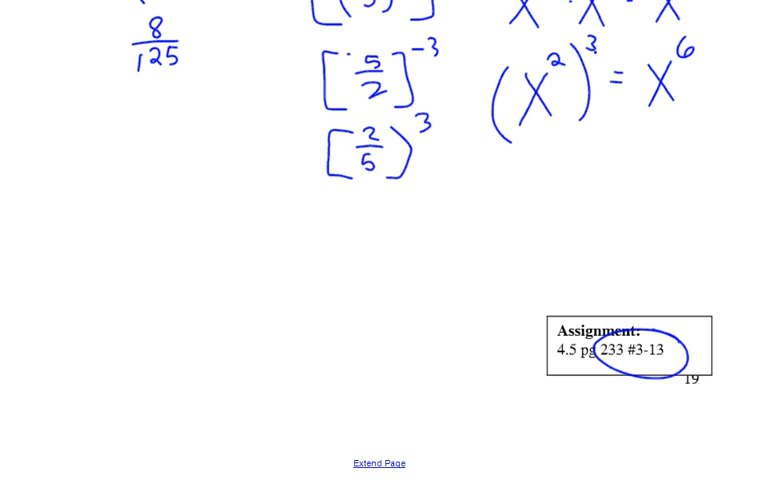 8/125
[5/2]^-3
[2/5)^3
(x^2)^3 = x^6
Assignment:
4.5 pg 233 #3-13
19
Extend Page